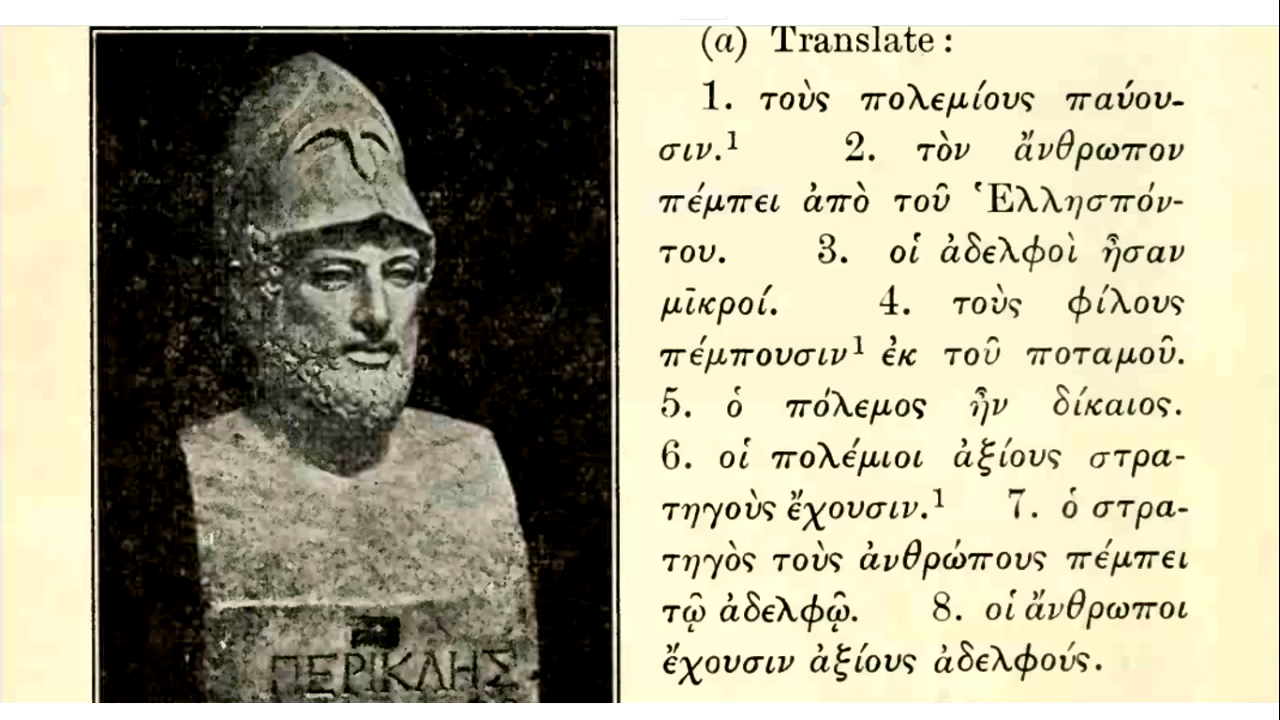 (a) Translate :
1. τοὺς πολεμίους παύου-
σιν.¹ 2. τὸν ἄνθρωπον
πέμπει ἀπὸ τοῦ Ἑλλησπόν-
του. 3. οἱ ἀδελφοὶ ἦσαν
μῑκροί. 4. τοὺς φίλους
πέμπουσιν¹ ἐκ τοῦ ποταμοῦ.
5. ὁ πόλεμος ἦν δίκαιος.
6. οἱ πολέμιοι ἀξίους στρα-
τηγοὺς ἔχουσιν.¹ 7. ὁ στρα-
τηγὸς τοὺς ἀνθρώπους πέμπει
τῷ ἀδελφῷ. 8. οἱ ἄνθρωποι
ἔχουσιν ἀξίους ἀδελφούς.
ΠΕΡΙΚΛΗΣ